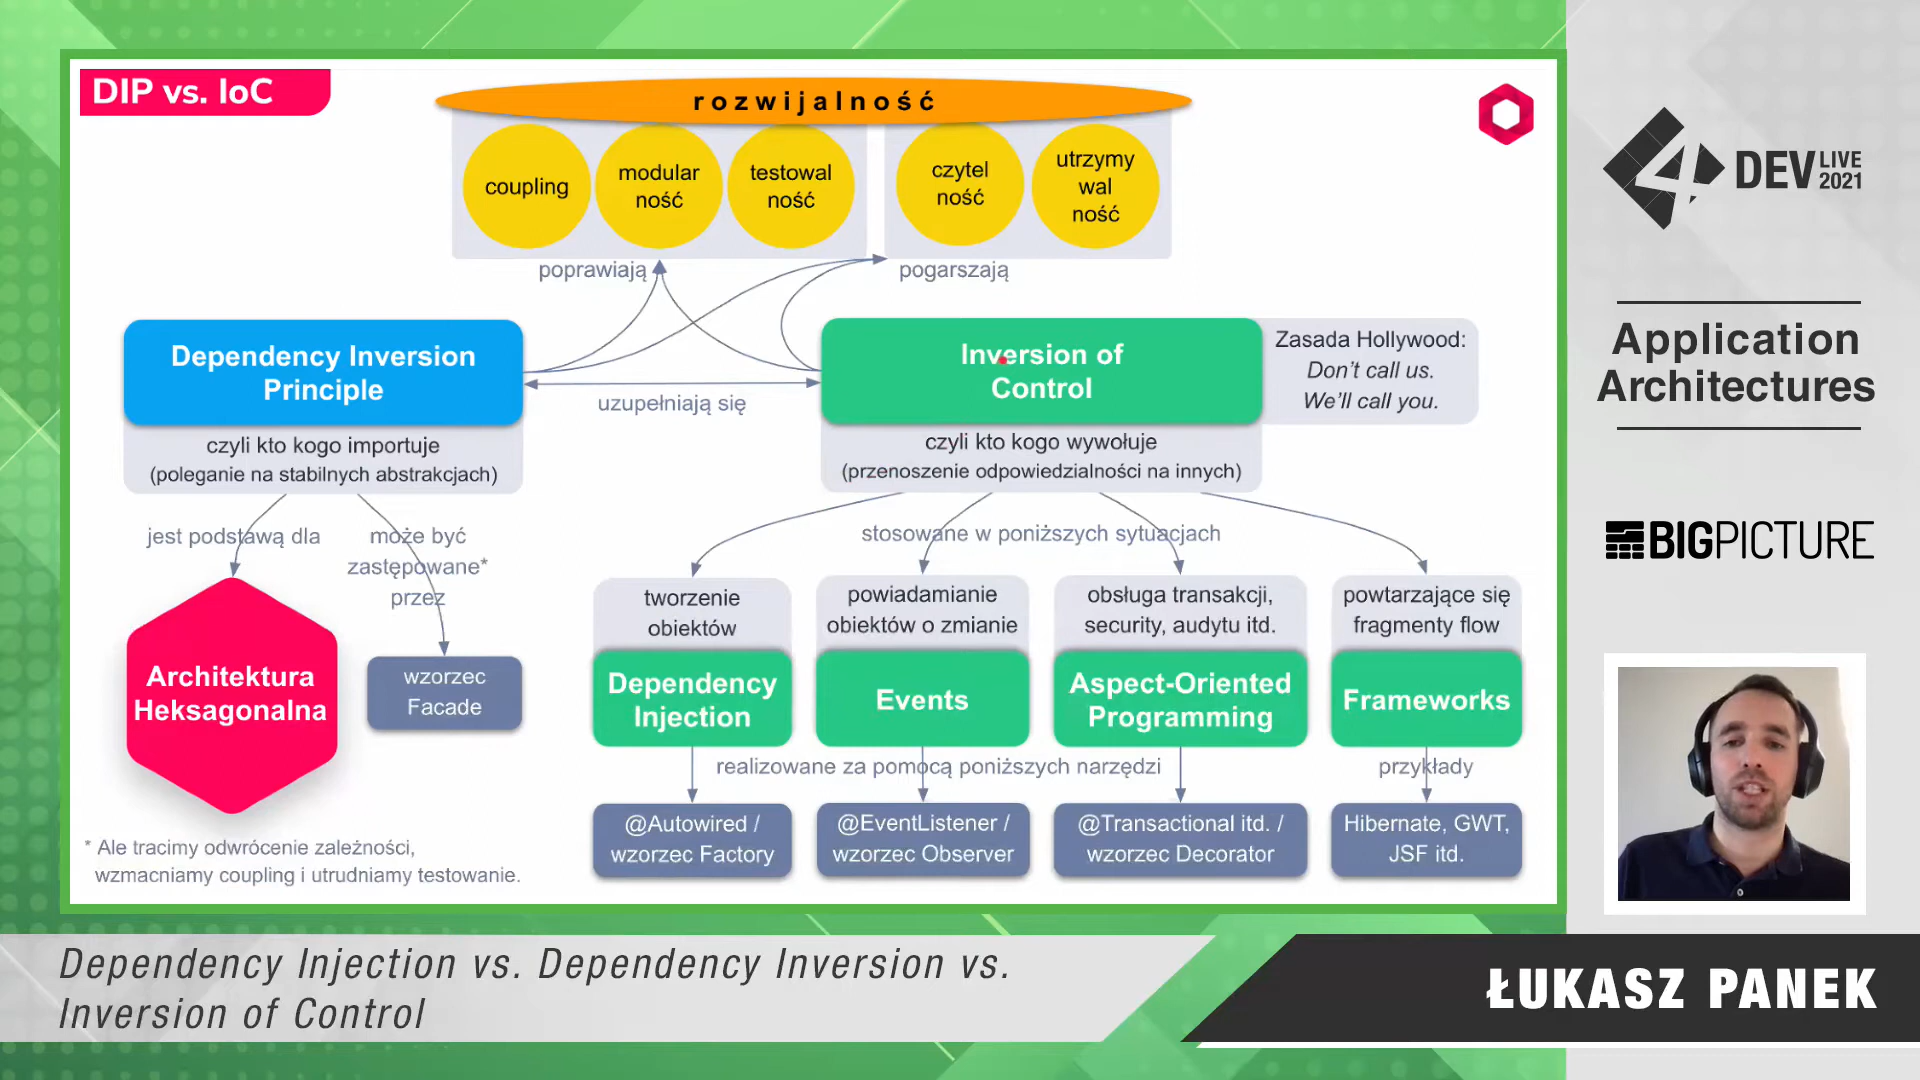 DIP vs. IoC
rozwijalność
coupling
modular
ność
testowal
ność
czytel
ność
utrzymy
wal
ność
poprawiają
pogarszają
Dependency Inversion
Principle
czyli kto kogo importuje
(poleganie na stabilnych abstrakcjach)
uzupełniają się
Inversion of
Control
czyli kto kogo wywołuje
(przenoszenie odpowiedzialności na innych)
Zasada Hollywood:
Don't call us.
We'll call you.
jest podstawą dla
może być
zastępowane*
przez
Architektura
Heksagonalna
wzorzec
Facade
* Ale tracimy odwrócenie zależności,
wzmacniamy coupling i utrudniamy testowanie.
stosowane w poniższych sytuacjach
tworzenie
obiektów
Dependency
Injection
powiadamianie
obiektów o zmianie
Events
obsługa transakcji,
security, audytu itd.
Aspect-Oriented
Programming
powtarzające się
fragmenty flow
Frameworks
realizowane za pomocą poniższych narzędzi
przykłady
@Autowired /
wzorzec Factory
@EventListener /
wzorzec Observer
@Transactional itd. /
wzorzec Decorator
Hibernate, GWT,
JSF itd.
4DEV LIVE
2021
Application
Architectures
BIGPICTURE
Dependency Injection vs. Dependency Inversion vs.
Inversion of Control
ŁUKASZ PANEK